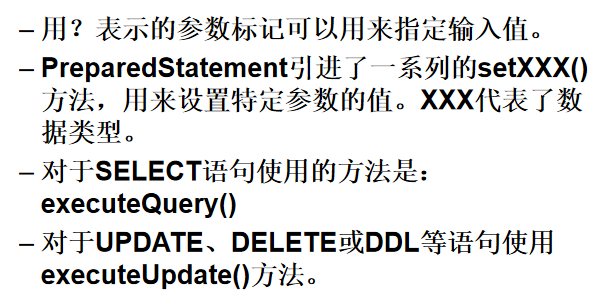 – 用？表示的参数标记可以用来指定输入值。
– PreparedStatement引进了一系列的setXXX()
方法，用来设置特定参数的值。XXX代表了数
据类型。
– 对于SELECT语句使用的方法是：
executeQuery()
– 对于UPDATE、DELETE或DDL等语句使用
executeUpdate()方法。